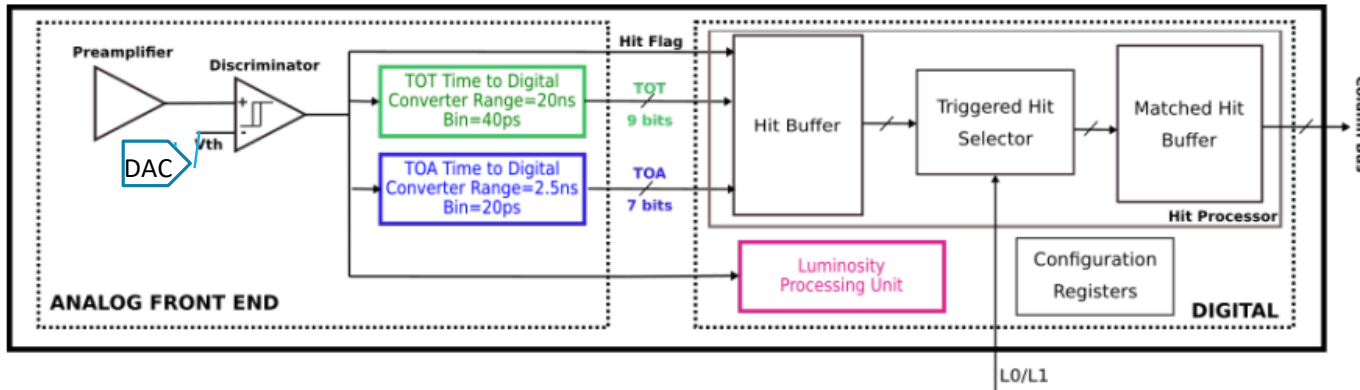 Preamplifier
Discriminator
+
-
Vth
DAC
TOT Time to Digital
Converter Range=20ns
Bin=40ps
TOA Time to Digital
Converter Range=2.5ns
Bin=20ps
ANALOG FRONT END
Hit Flag
TOT
9 bits
TOA
7 bits
Hit Buffer
Triggered Hit
Selector
Matched Hit
Buffer
Hit Processor
Luminosity
Processing Unit
Configuration
Registers
DIGITAL
L0/L1